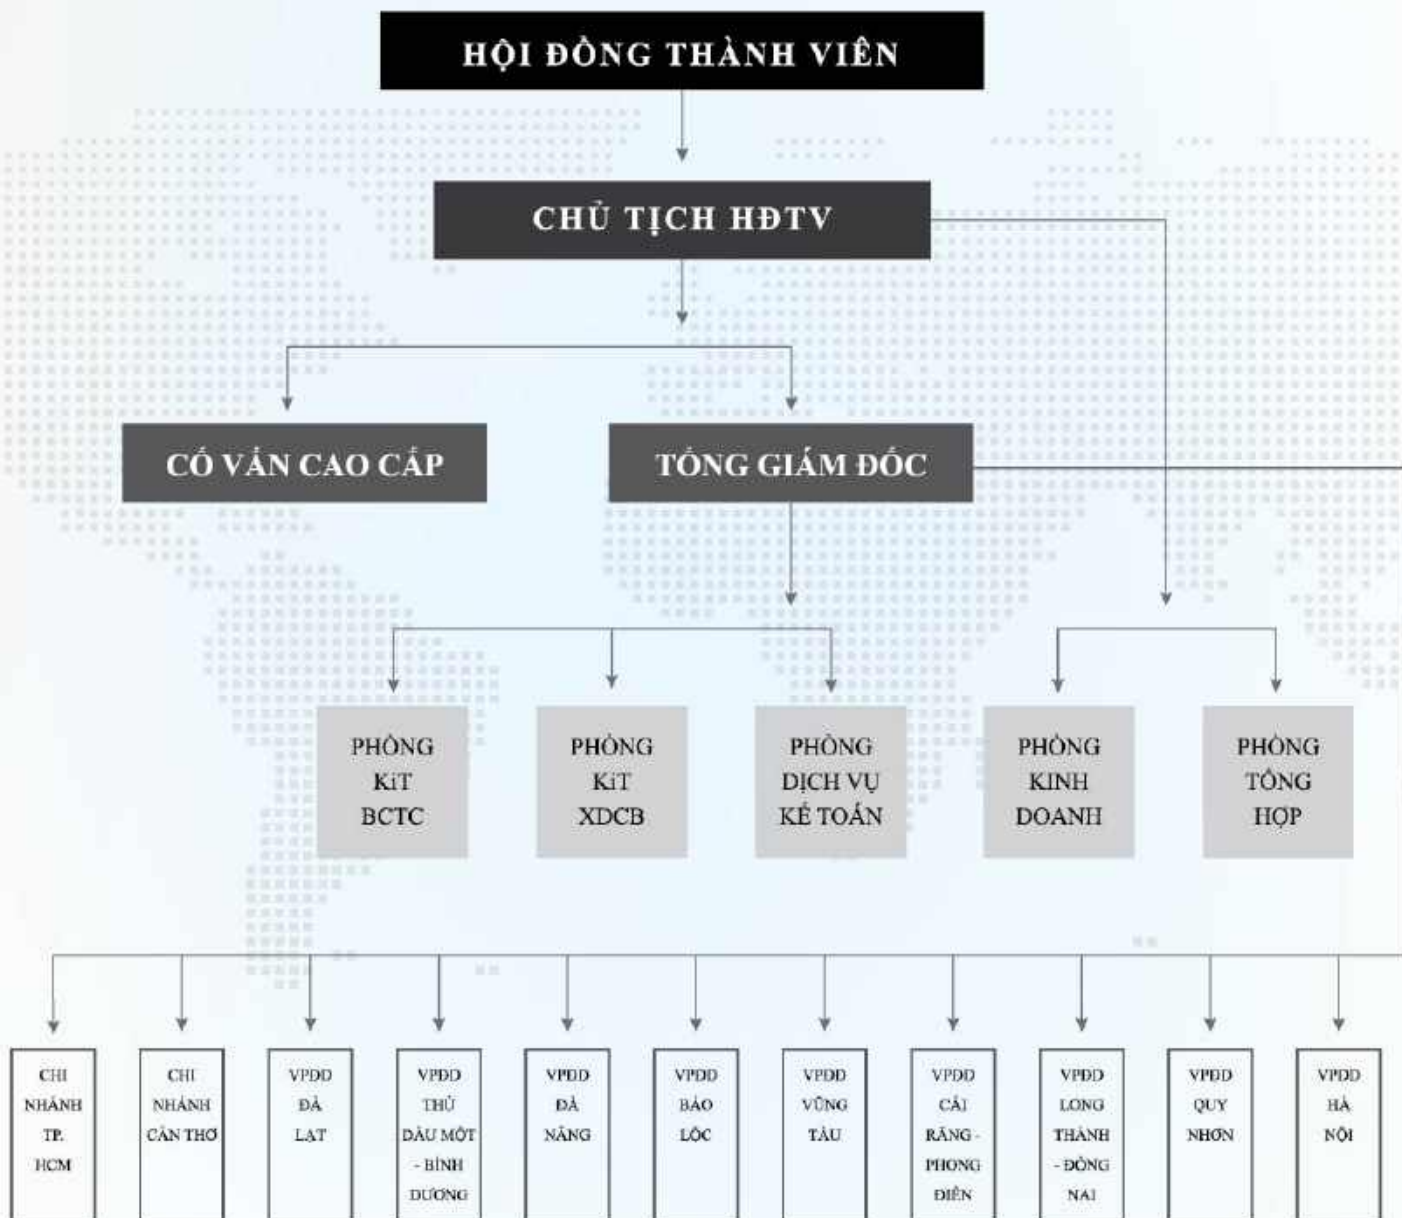 HỘI ĐỒNG THÀNH VIÊN
CHỦ TỊCH HĐTV
CỐ VẤN CAO CẤP
TỔNG GIÁM ĐỐC
PHÒNG
KiT
BCTC
PHÒNG
KiT
XDCB
PHÒNG
DỊCH VỤ
KẾ TOÁN
PHÒNG
KINH
DOANH
PHÒNG
TỔNG
HỢP
CHI
NHÁNH
TP.
HCM
CHI
NHÁNH
CẦN THƠ
VPĐD
ĐÀ
LẠT
VPĐD
THỦ
DẦU MỘT
- BÌNH
DƯƠNG
VPĐD
ĐÀ
NẴNG
VPĐD
BẢO
LỘC
VPĐD
VŨNG
TÀU
VPĐD
CÁI
RĂNG -
PHONG
ĐIỀN
VPĐD
LONG
THÀNH
- ĐỒNG
NAI
VPĐD
QUY
NHƠN
VPĐD
HÀ
NỘI